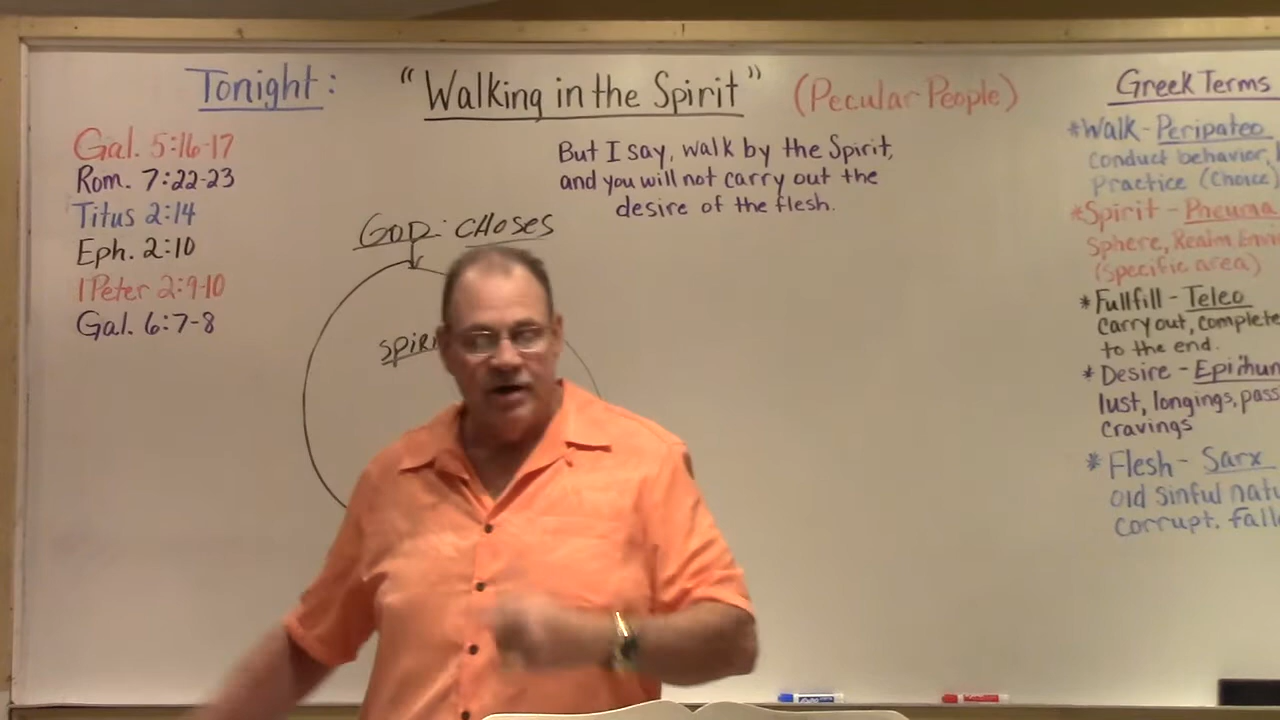 Tonight: "Walking in the Spirit" (Pecular People)
Gal. 5:16-17
Rom. 7:22-23
Titus 2:14
Eph. 2:10
1 Peter 2:9-10
Gal. 6:7-8
But I say, walk by the Spirit,
and you will not carry out the
desire of the flesh.
GOD: CHOSES
Greek Terms
*Walk - Peripateo
conduct behavior,
Practice (Choice)
*Spirit - Pneuma
Sphere, Realm
(specific area)
*Fullfill - Teleo
carry out, complete
to the end.
* Desire -
lust, longings,
cravings
* Flesh - Sarx
old sinful
corrupt.